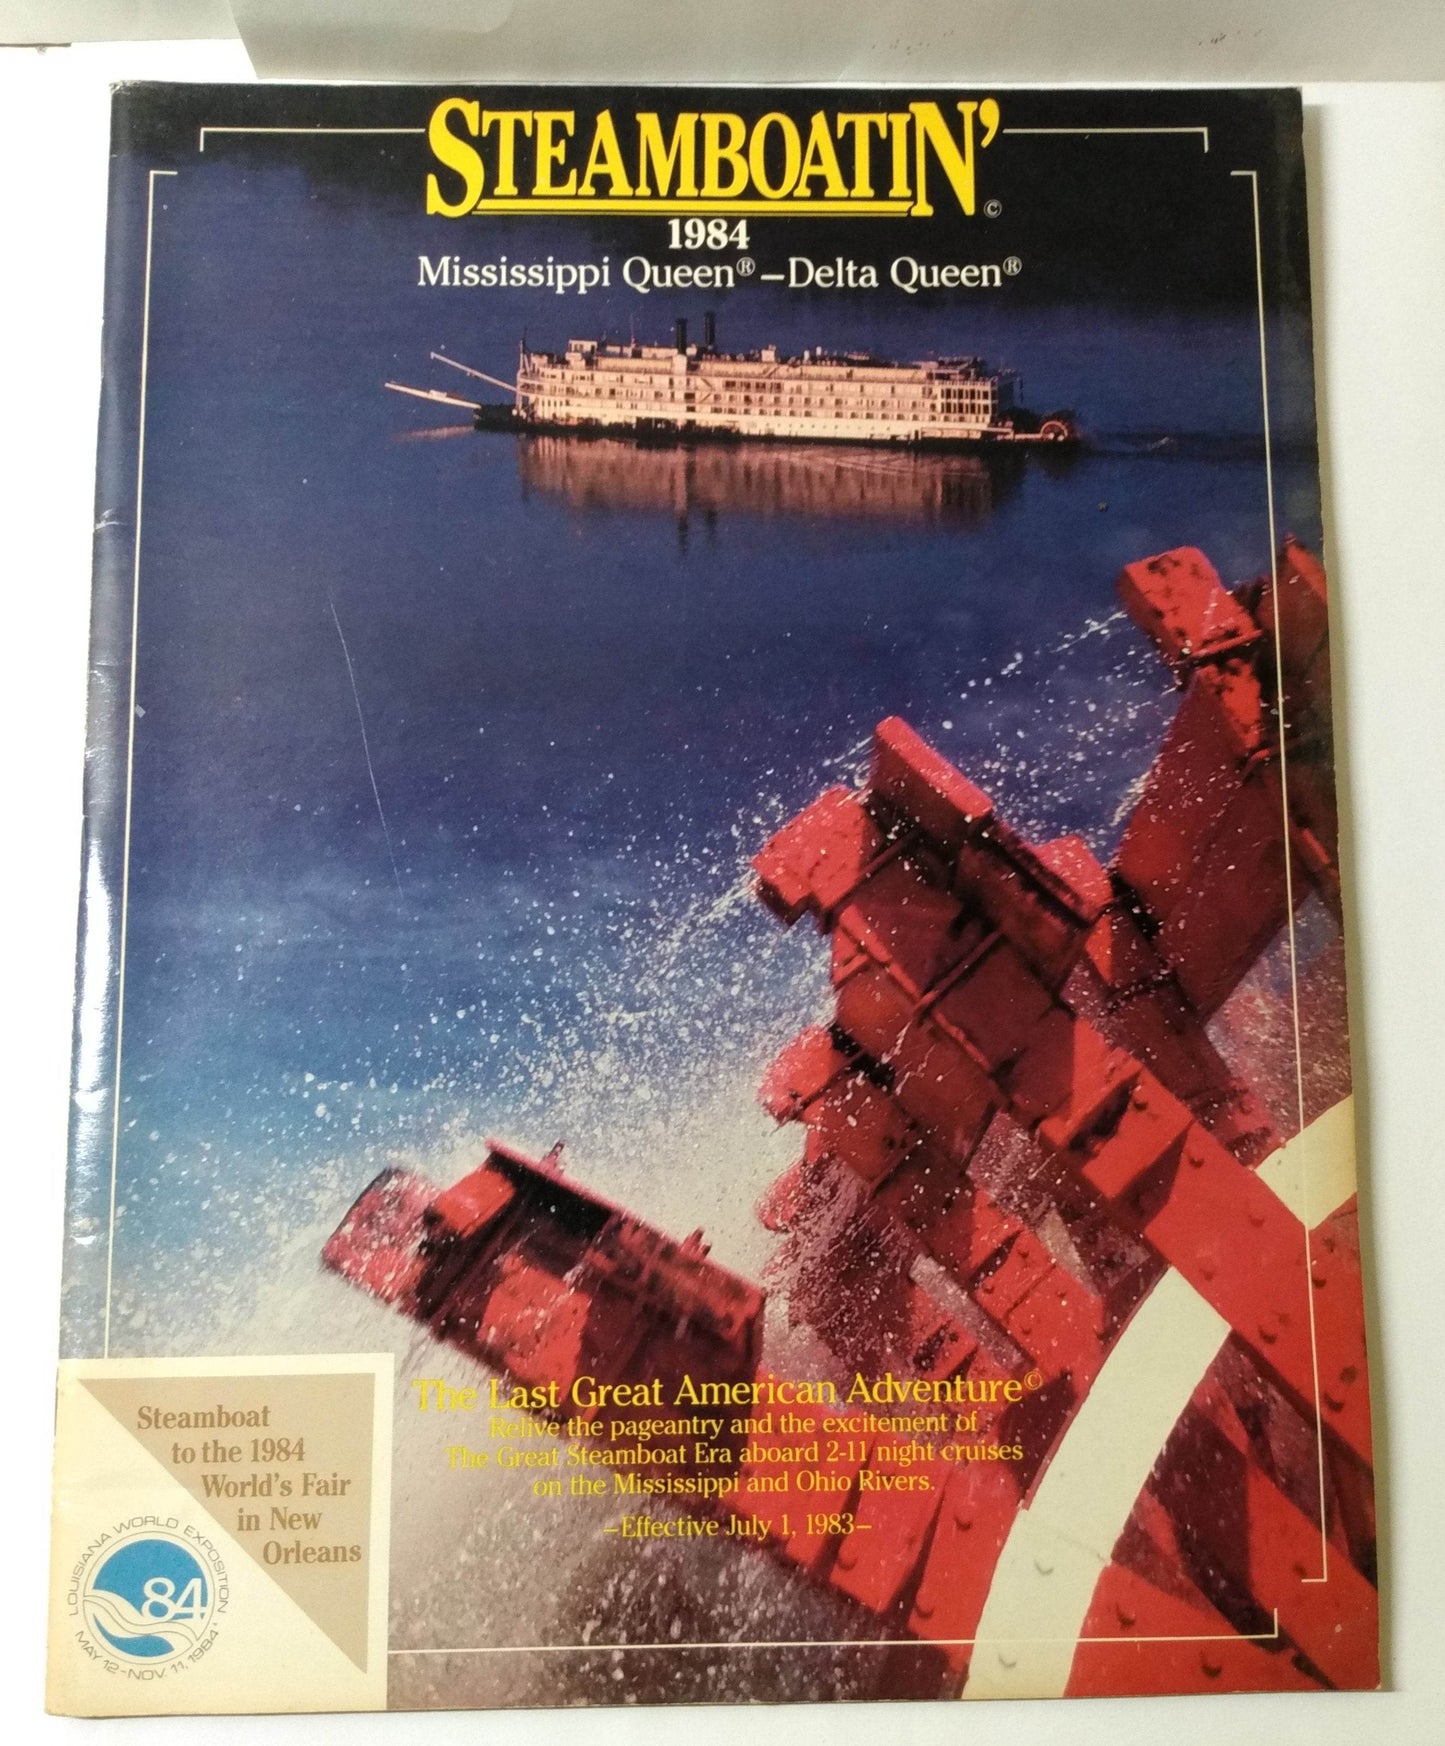 STEAMBOATIN'©
1984
Mississippi Queen® – Delta Queen®
The Last Great American Adventure©
Relive the pageantry and the excitement of
The Great Steamboat Era aboard 2-11 night cruises
on the Mississippi and Ohio Rivers.
–Effective July 1, 1983–
Steamboat
to the 1984
World's Fair
in New
Orleans
LOUISIANA WORLD EXPOSITION
84
MAY 12-NOV. 11, 1984